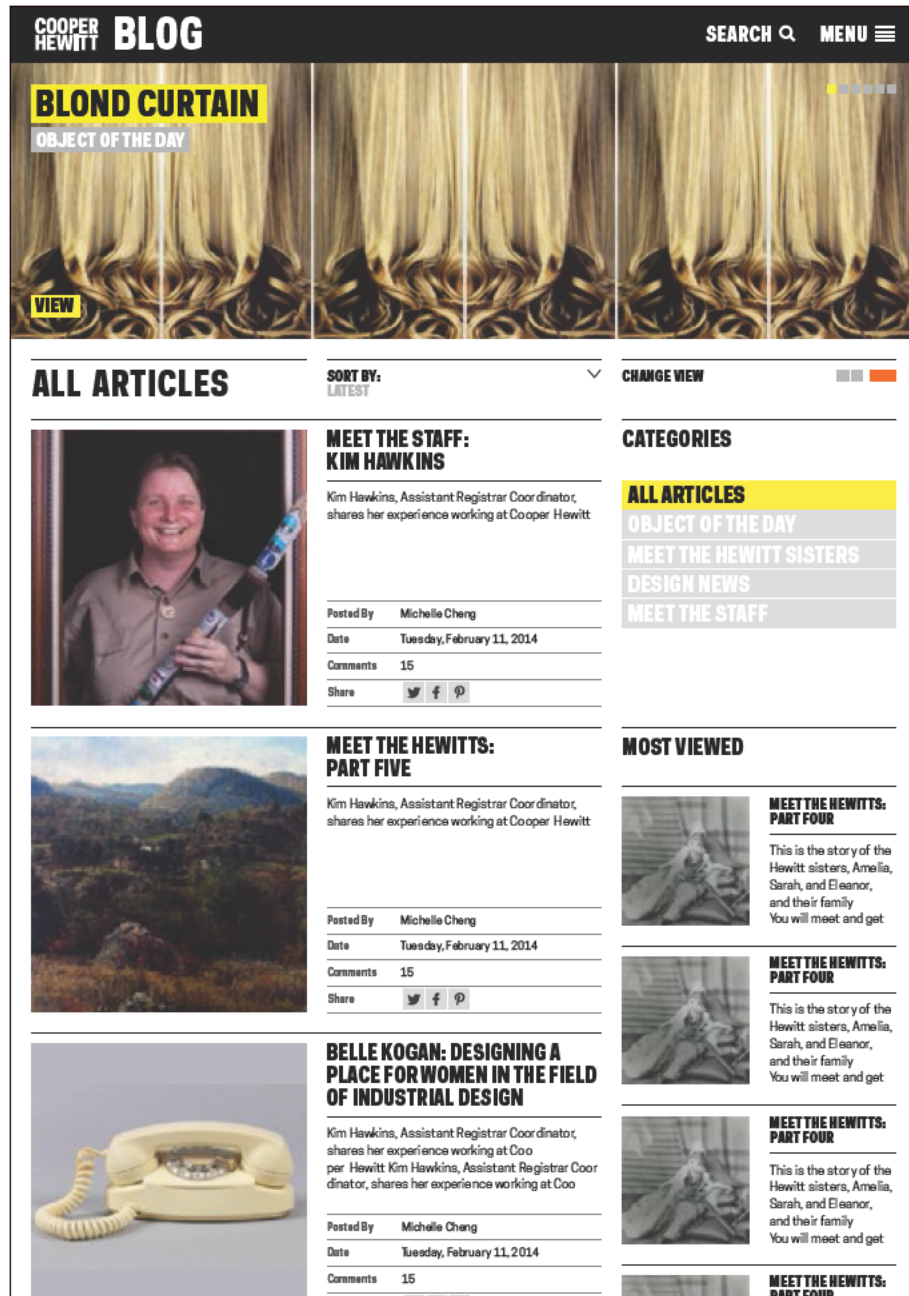 COOPER
HEWITT
BLOG
SEARCH
MENU
BLOND CURTAIN
OBJECT OF THE DAY
VIEW
ALL ARTICLES
SORT BY:
LATEST
CHANGE VIEW
MEET THE STAFF:
KIM HAWKINS
Kim Hawkins, Assistant Registrar Coordinator,
shares her experience working at Cooper Hewitt
Posted By Michelle Cheng
Date Tuesday, February 11, 2014
Comments 15
Share
CATEGORIES
ALL ARTICLES
OBJECT OF THE DAY
MEET THE HEWITT SISTERS
DESIGN NEWS
MEET THE STAFF
MEET THE HEWITTS:
PART FIVE
Kim Hawkins, Assistant Registrar Coordinator,
shares her experience working at Cooper Hewitt
Posted By Michelle Cheng
Date Tuesday, February 11, 2014
Comments 15
Share
BELLE KOGAN: DESIGNING A
PLACE FOR WOMEN IN THE FIELD
OF INDUSTRIAL DESIGN
Kim Hawkins, Assistant Registrar Coordinator,
shares her experience working at Coo
per Hewitt Kim Hawkins, Assistant Registrar Coor
dinator, shares her experience working at Coo
Posted By Michelle Cheng
Date Tuesday, February 11, 2014
Comments 15
MOST VIEWED
MEET THE HEWITTS:
PART FOUR
This is the story of the
Hewitt sisters, Amelia,
Sarah, and Eleanor,
and their family
You will meet and get
MEET THE HEWITTS:
PART FOUR
This is the story of the
Hewitt sisters, Amelia,
Sarah, and Eleanor,
and their family
You will meet and get
MEET THE HEWITTS:
PART FOUR
This is the story of the
Hewitt sisters, Amelia,
Sarah, and Eleanor,
and their family
You will meet and get
MEET THE HEWITTS:
PART FOUR